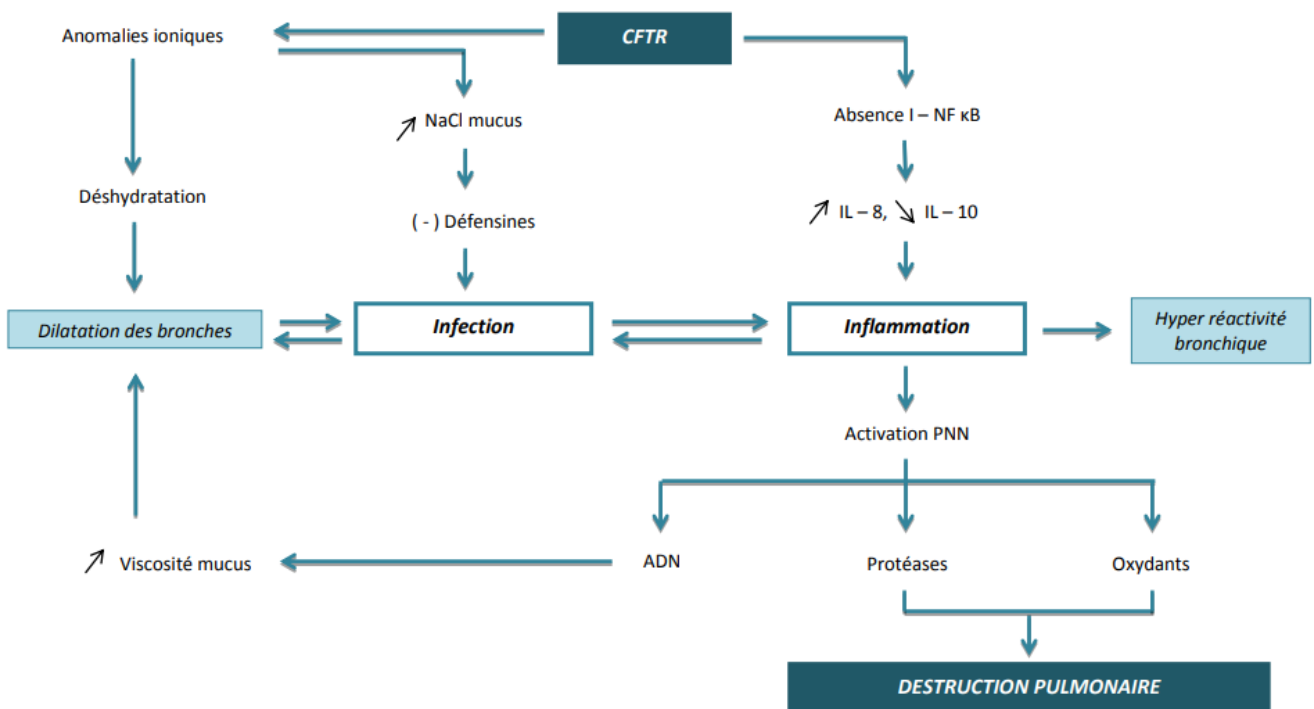 Anomalies ioniques
CFTR
NaCl mucus
Absence I – NF κB
Déshydratation
( - ) Défensines
IL – 8, IL – 10
Dilatation des bronches
Infection
Inflammation
Hyper réactivité
bronchique
Activation PNN
Viscosité mucus
ADN
Protéases
Oxydants
DESTRUCTION PULMONAIRE